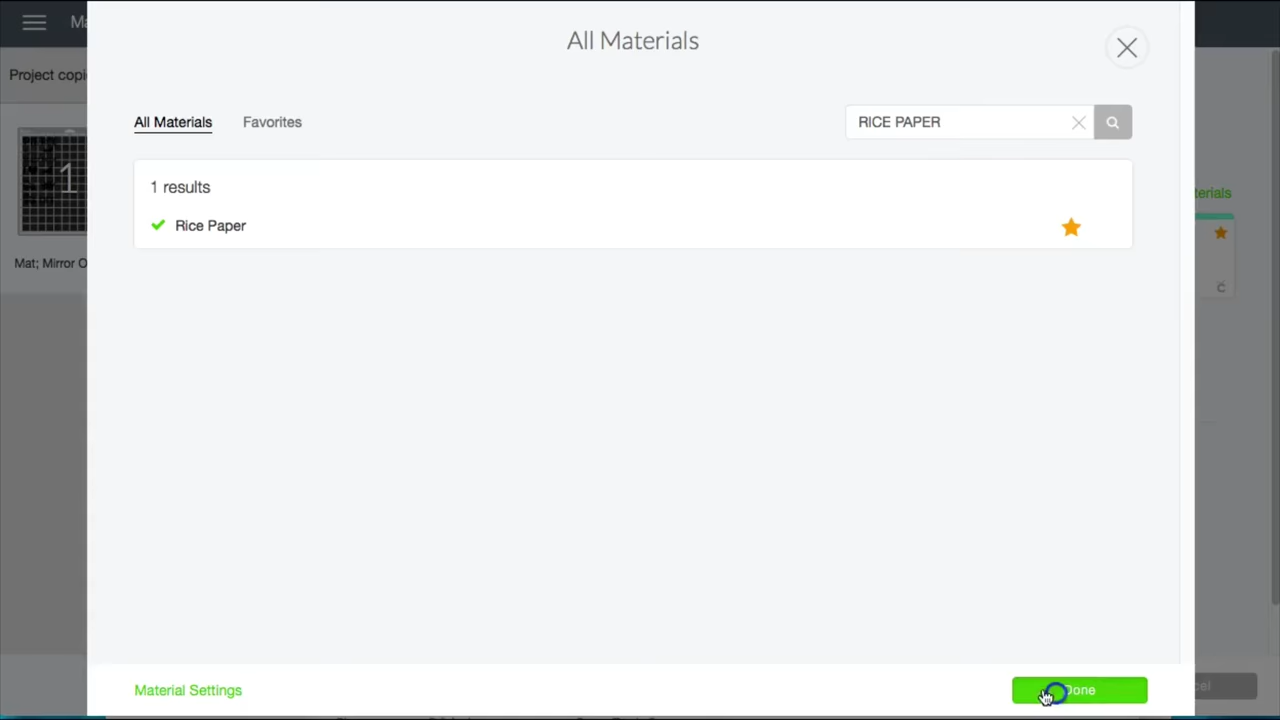 All Materials
Project copi
All Materials
Favorites
RICE PAPER
1 results
Rice Paper
terials
1
Mat; Mirror O
Material Settings
Done